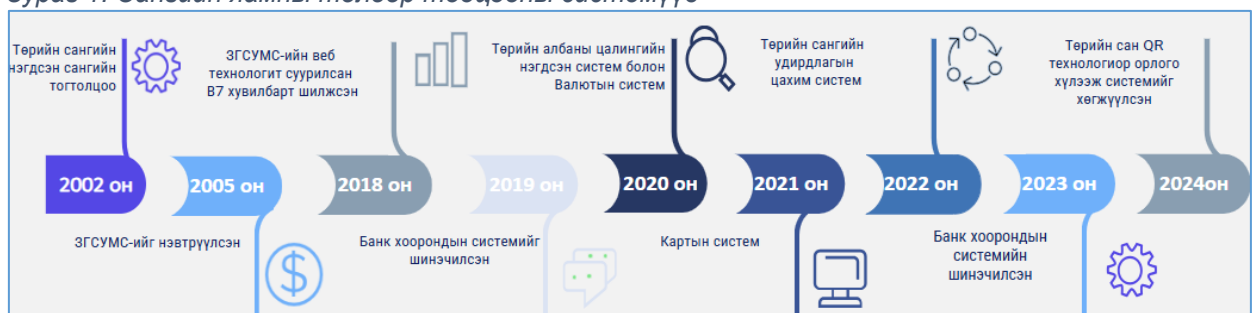 Төрийн сангийн
нэгдсэн сангийн
тогтолцоо
ЗГСУМС-ийн веб
технологит суурилсан
В7 хувилбарт шилжсэн
Төрийн албаны цалингийн
нэгдсэн систем болон
Валютын систем
Төрийн сангийн
удирдлагын
цахим систем
Төрийн сан QR
технологиор орлого
хүлээж системийг
хөгжүүлсэн
2002 он
2005 он
2018 он
2019 он
2020 он
2021 он
2022 он
2023 он
2024он
ЗГСУМС-ийг нэвтрүүлсэн
Банк хоорондын системийг
шинэчилсэн
Картын систем
Банк хоорондын
системийн
шинэчилсэн